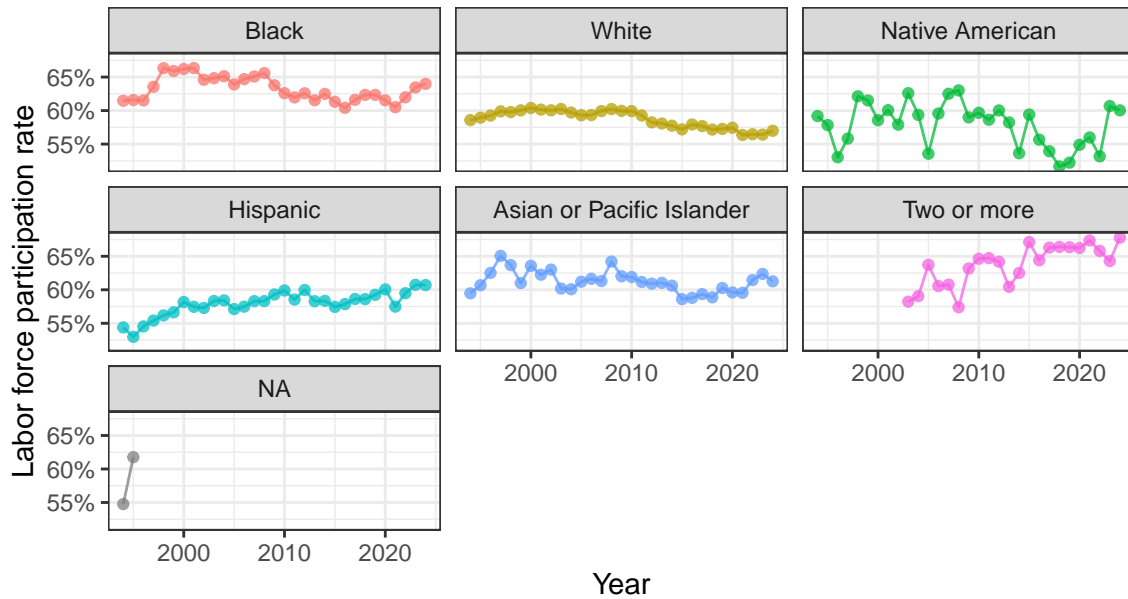 Black
White
Native American
65%
60%
55%
Hispanic
Asian or Pacific Islander
Two or more
65%
60%
55%
2000 2010 2020
2000 2010 2020
NA
65%
60%
55%
2000 2010 2020
Year
Labor force participation rate